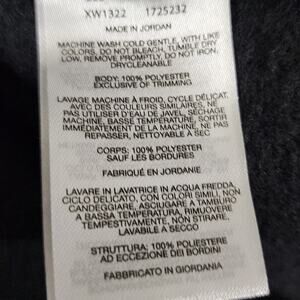 XW1322 1725232
MADE IN JORDAN
MACHINE WASH COLD GENTLE, WITH LIKE
COLORS, DO NOT BLEACH, TUMBLE DRY
LOW, REMOVE PROMPTLY, DO NOT IRON,
DRYCLEANABLE
BODY: 100% POLYESTER
EXCLUSIVE OF TRIMMING
LAVAGE MACHINE À FROID, CYCLE DÉLICAT,
AVEC DES COULEURS SIMILAIRES, NE
PAS UTILISER D'EAU DE JAVEL, SÉCHAGE
MACHINE, BASSE TEMPÉRATURE, SORTIR
IMMÉDIATEMENT DE LA MACHINE, NE PAS
REPASSER, NETTOYAGE À SEC
CORPS: 100% POLYESTER
SAUF LES BORDURES
FABRIQUÉ EN JORDANIE
LAVARE IN LAVATRICE IN ACQUA FREDDA,
CICLO DELICATO, CON COLORI SIMILI, NON
CANDEGGIARE, ASCIUGARE A TAMBURO
A BASSA TEMPERATURA, RIMUOVERE
TEMPESTIVAMENTE, NON STIRARE,
LAVABILE A SECCO
STRUTTURA: 100% POLIESTERE
AD ECCEZIONE DEI BORDINI
FABBRICATO IN GIORDANIA